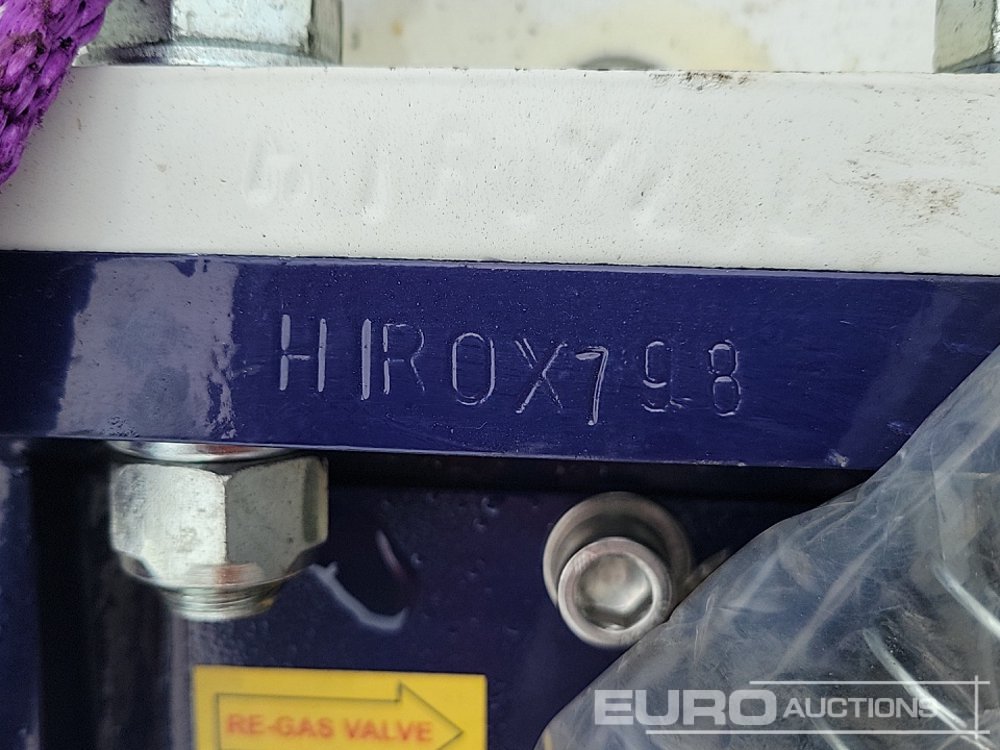 HIROX798
RE-GAS VALVE
EURO AUCTIONS